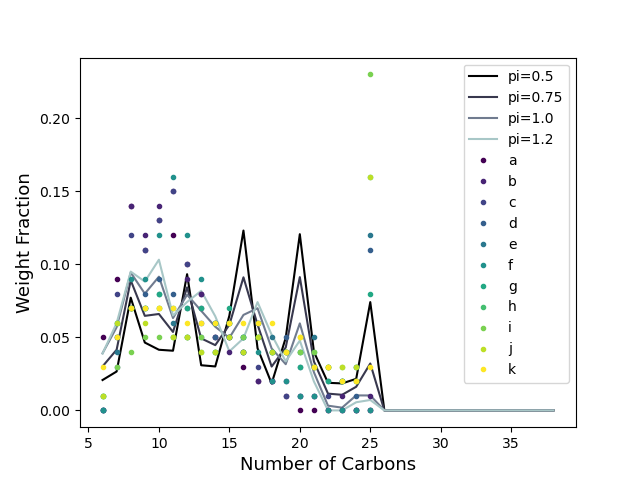 pi=0.5
pi=0.75
pi=1.0
pi=1.2
a
b
c
d
e
f
g
h
i
j
k
0.20
0.15
0.10
0.05
0.00
Weight Fraction
5 10 15 20 25 30 35
Number of Carbons